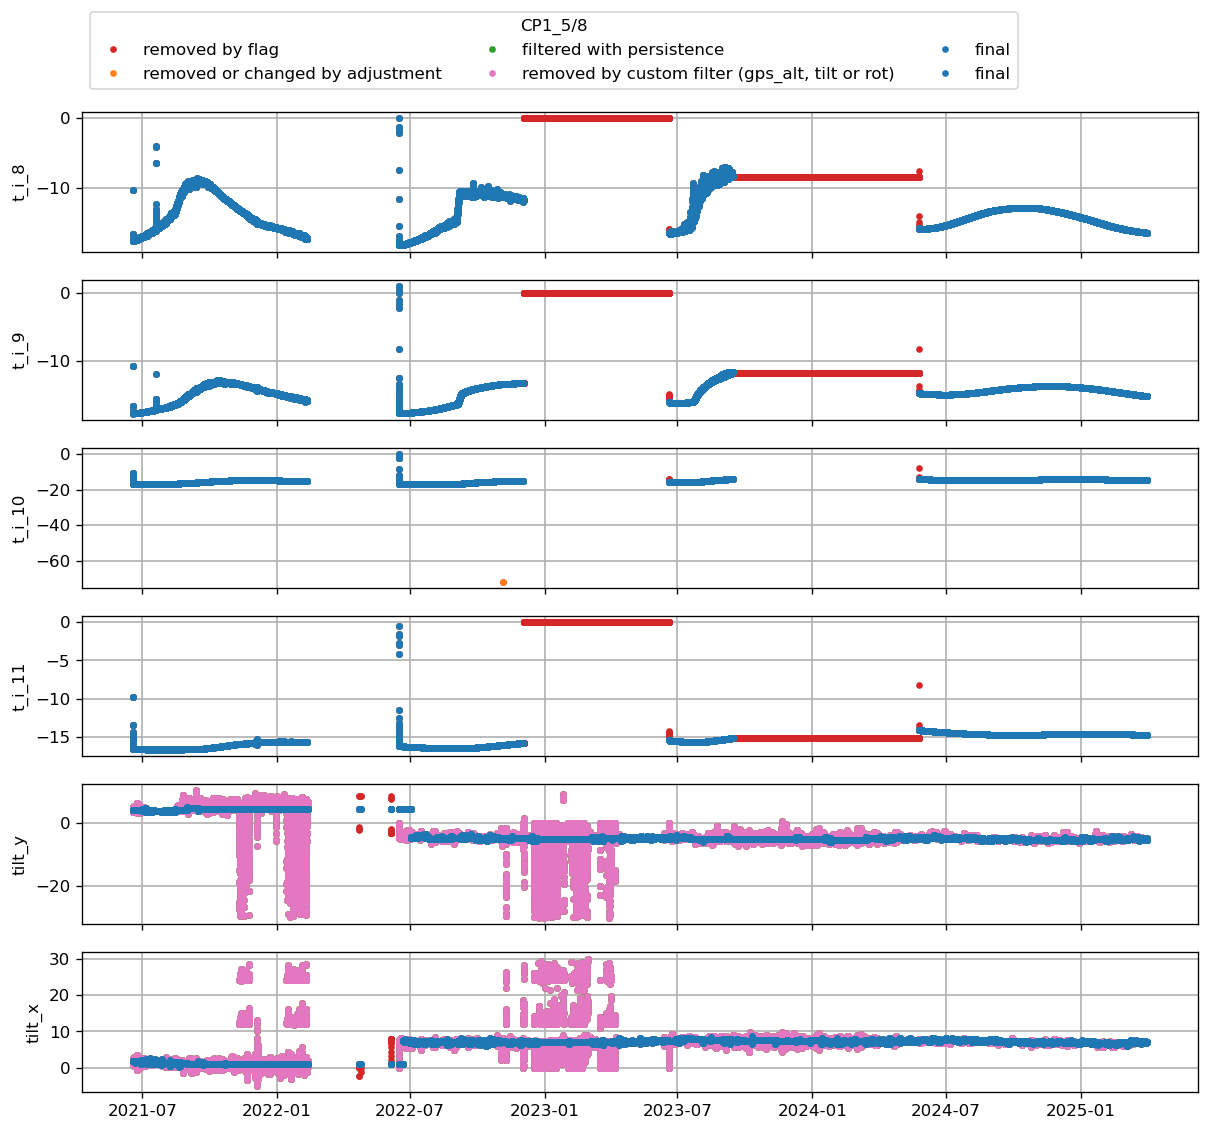 CP1_5/8
removed by flag
filtered with persistence
final
removed or changed by adjustment
removed by custom filter (gps_alt, tilt or rot)
final
0
−10
t_i_8
0
−10
t_i_9
0
−20
−40
−60
t_i_10
0
−5
−10
−15
t_i_11
0
−20
tilt_y
30
20
10
0
tilt_x
2021-07 2022-01 2022-07 2023-01 2023-07 2024-01 2024-07 2025-01